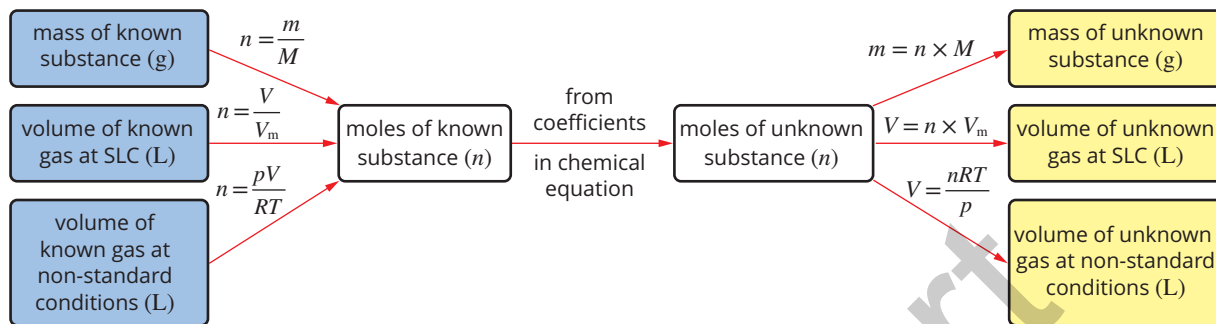 mass of known
substance (g)
n = m/M
volume of known
gas at SLC (L)
n = V/Vm
volume of
known gas at
non-standard
conditions (L)
n = pV/RT
moles of known
substance (n)
from
coefficients
in chemical
equation
moles of unknown
substance (n)
m = n × M
mass of unknown
substance (g)
V = n × Vm
volume of unknown
gas at SLC (L)
V = nRT/p
volume of unknown
gas at non-standard
conditions (L)